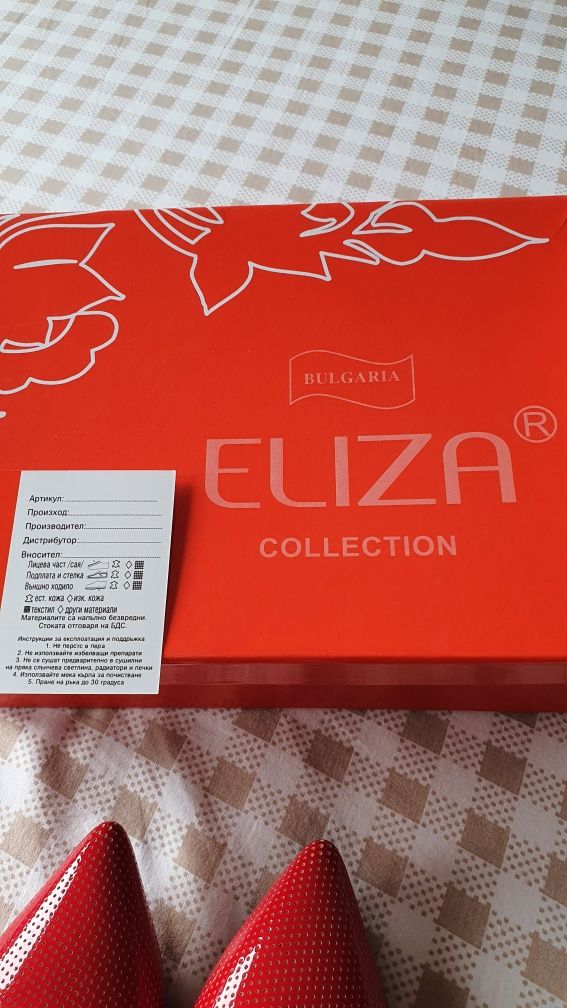 BULGARIA
ELIZA®
COLLECTION
Артикул:
Произход:
Производител:
Дистрибутор:
Вносител:
Лицева част /сая/
Подплата и стелка
Външно ходило
ест. кожа изк. кожа
текстил други материали
Материалите са напълно безвредни.
Стоката отговаря на БДС.
Инструкции за експлоатация и поддръжка
1. Не перстс а пера
2. Не използвайте избелващи препарати
3. Не се сушат предварително в сушилни
на пряка слънчева светлина, радиатори и печки
4. Използвайте мека кърпа за почистване
5. Пране на ръка до 30 градуса